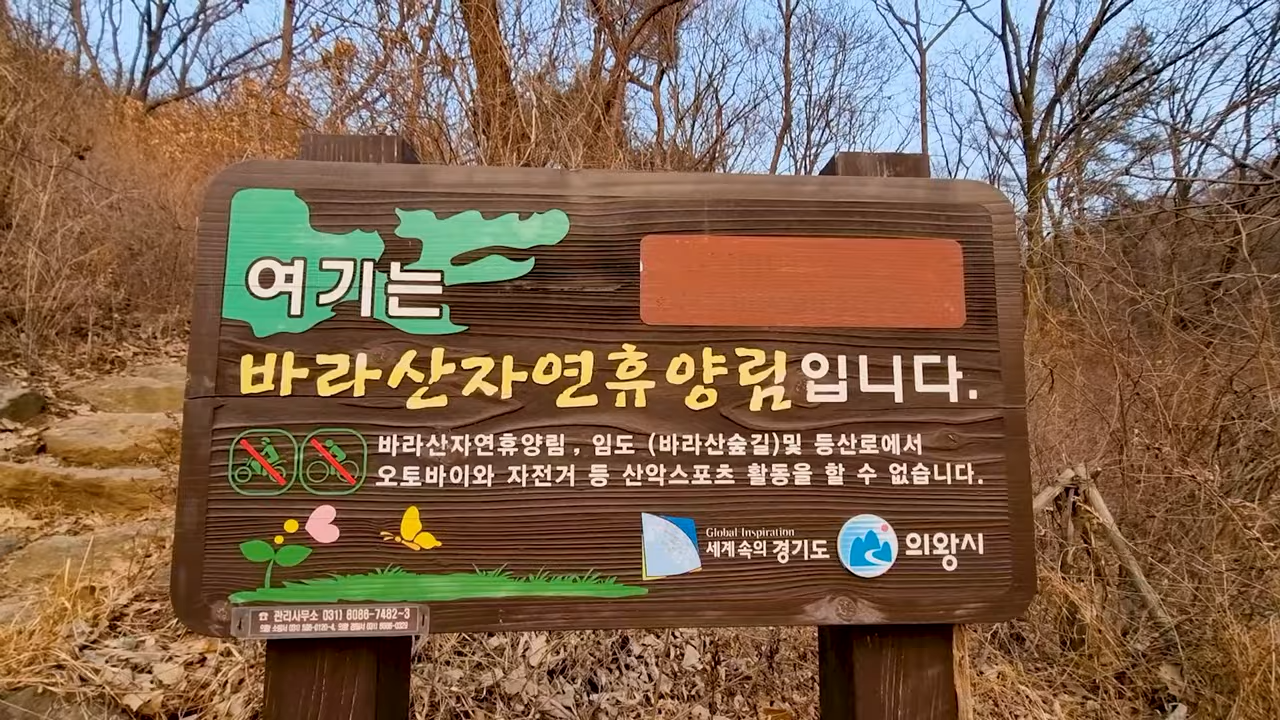 여기는
바라산자연휴양림입니다.
바라산자연휴양림, 임도 (바라산숲길)및 등산로에서
오토바이와 자전거 등 산악스포츠 활동을 할 수 없습니다.
Global Inspiration
세계속의 경기도
의왕시
☎ 관리사무소 031) 8086-7482~3